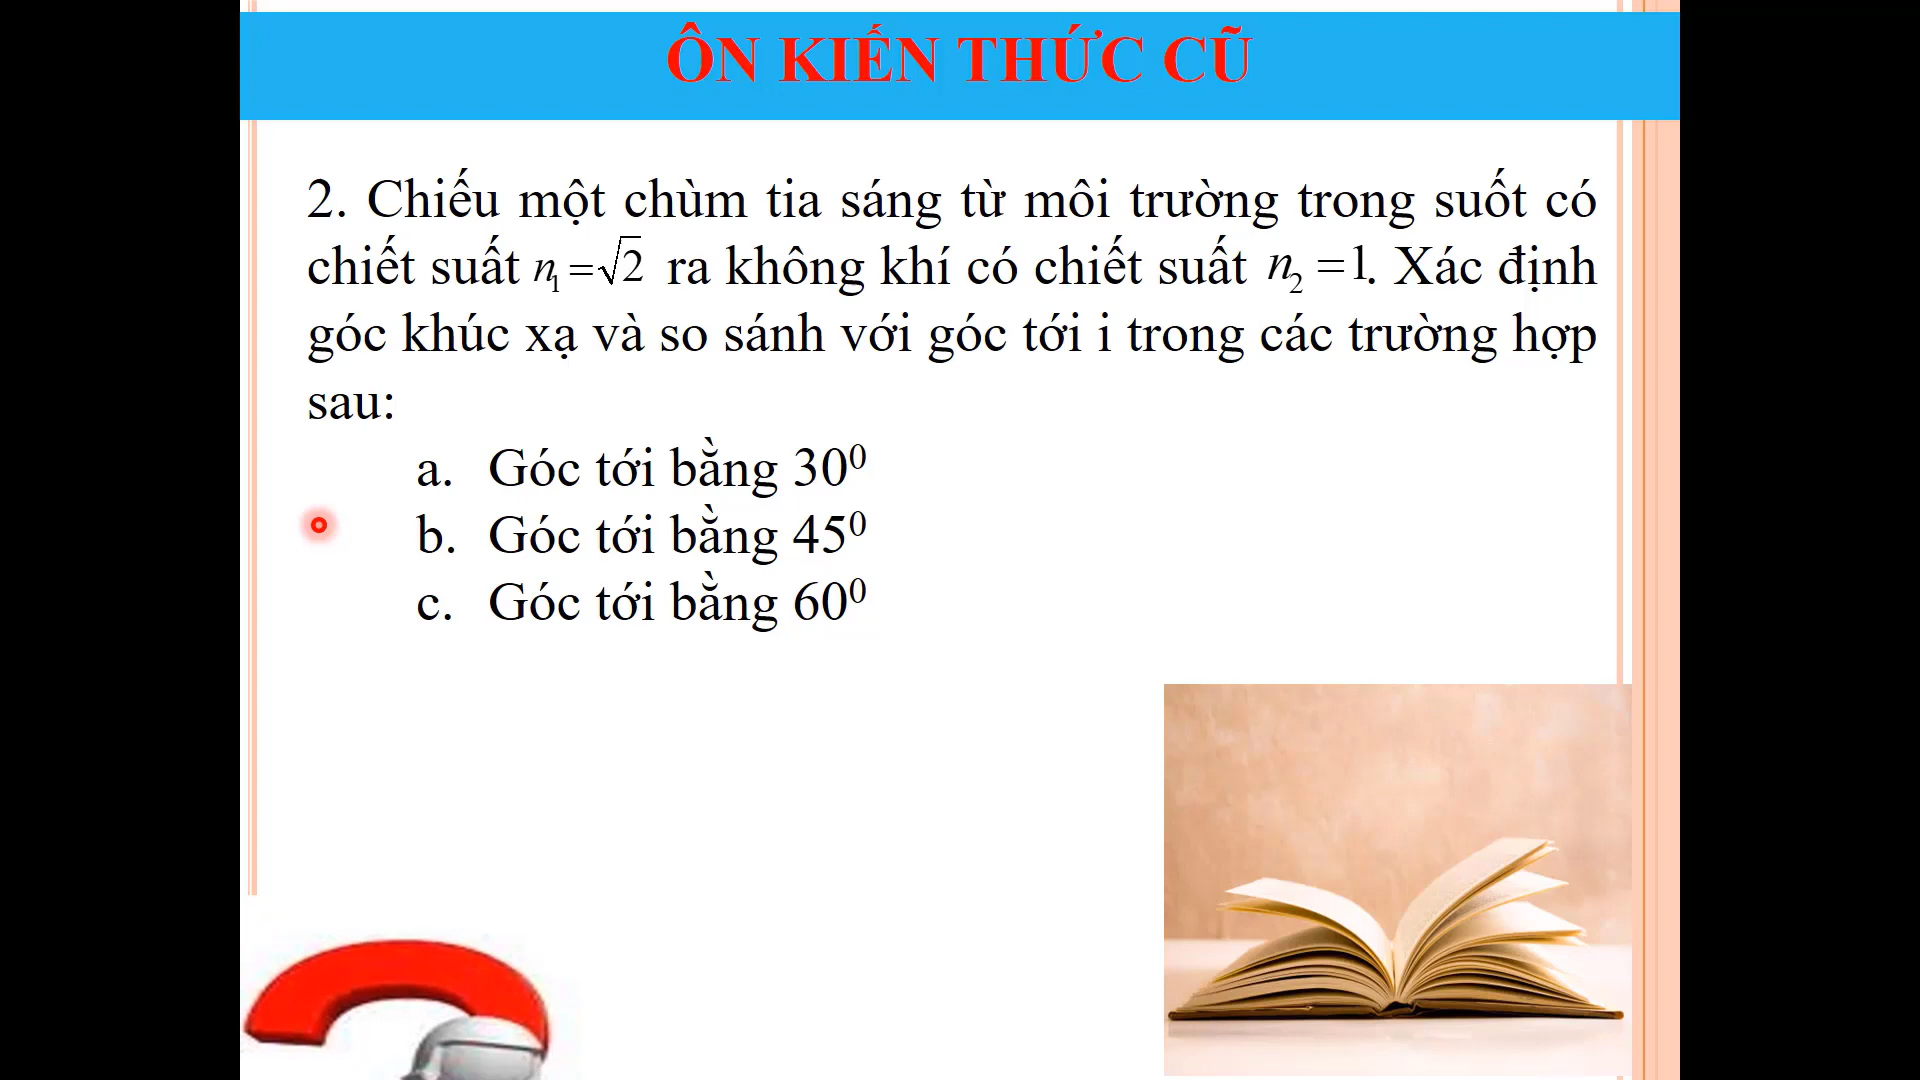 ÔN KIẾN THỨC CŨ
2. Chiếu một chùm tia sáng từ môi trường trong suốt có
chiết suất n₁ = √2 ra không khí có chiết suất n₂ = 1. Xác định
góc khúc xạ và so sánh với góc tới i trong các trường hợp
sau:
a. Góc tới bằng 30⁰
b. Góc tới bằng 45⁰
c. Góc tới bằng 60⁰